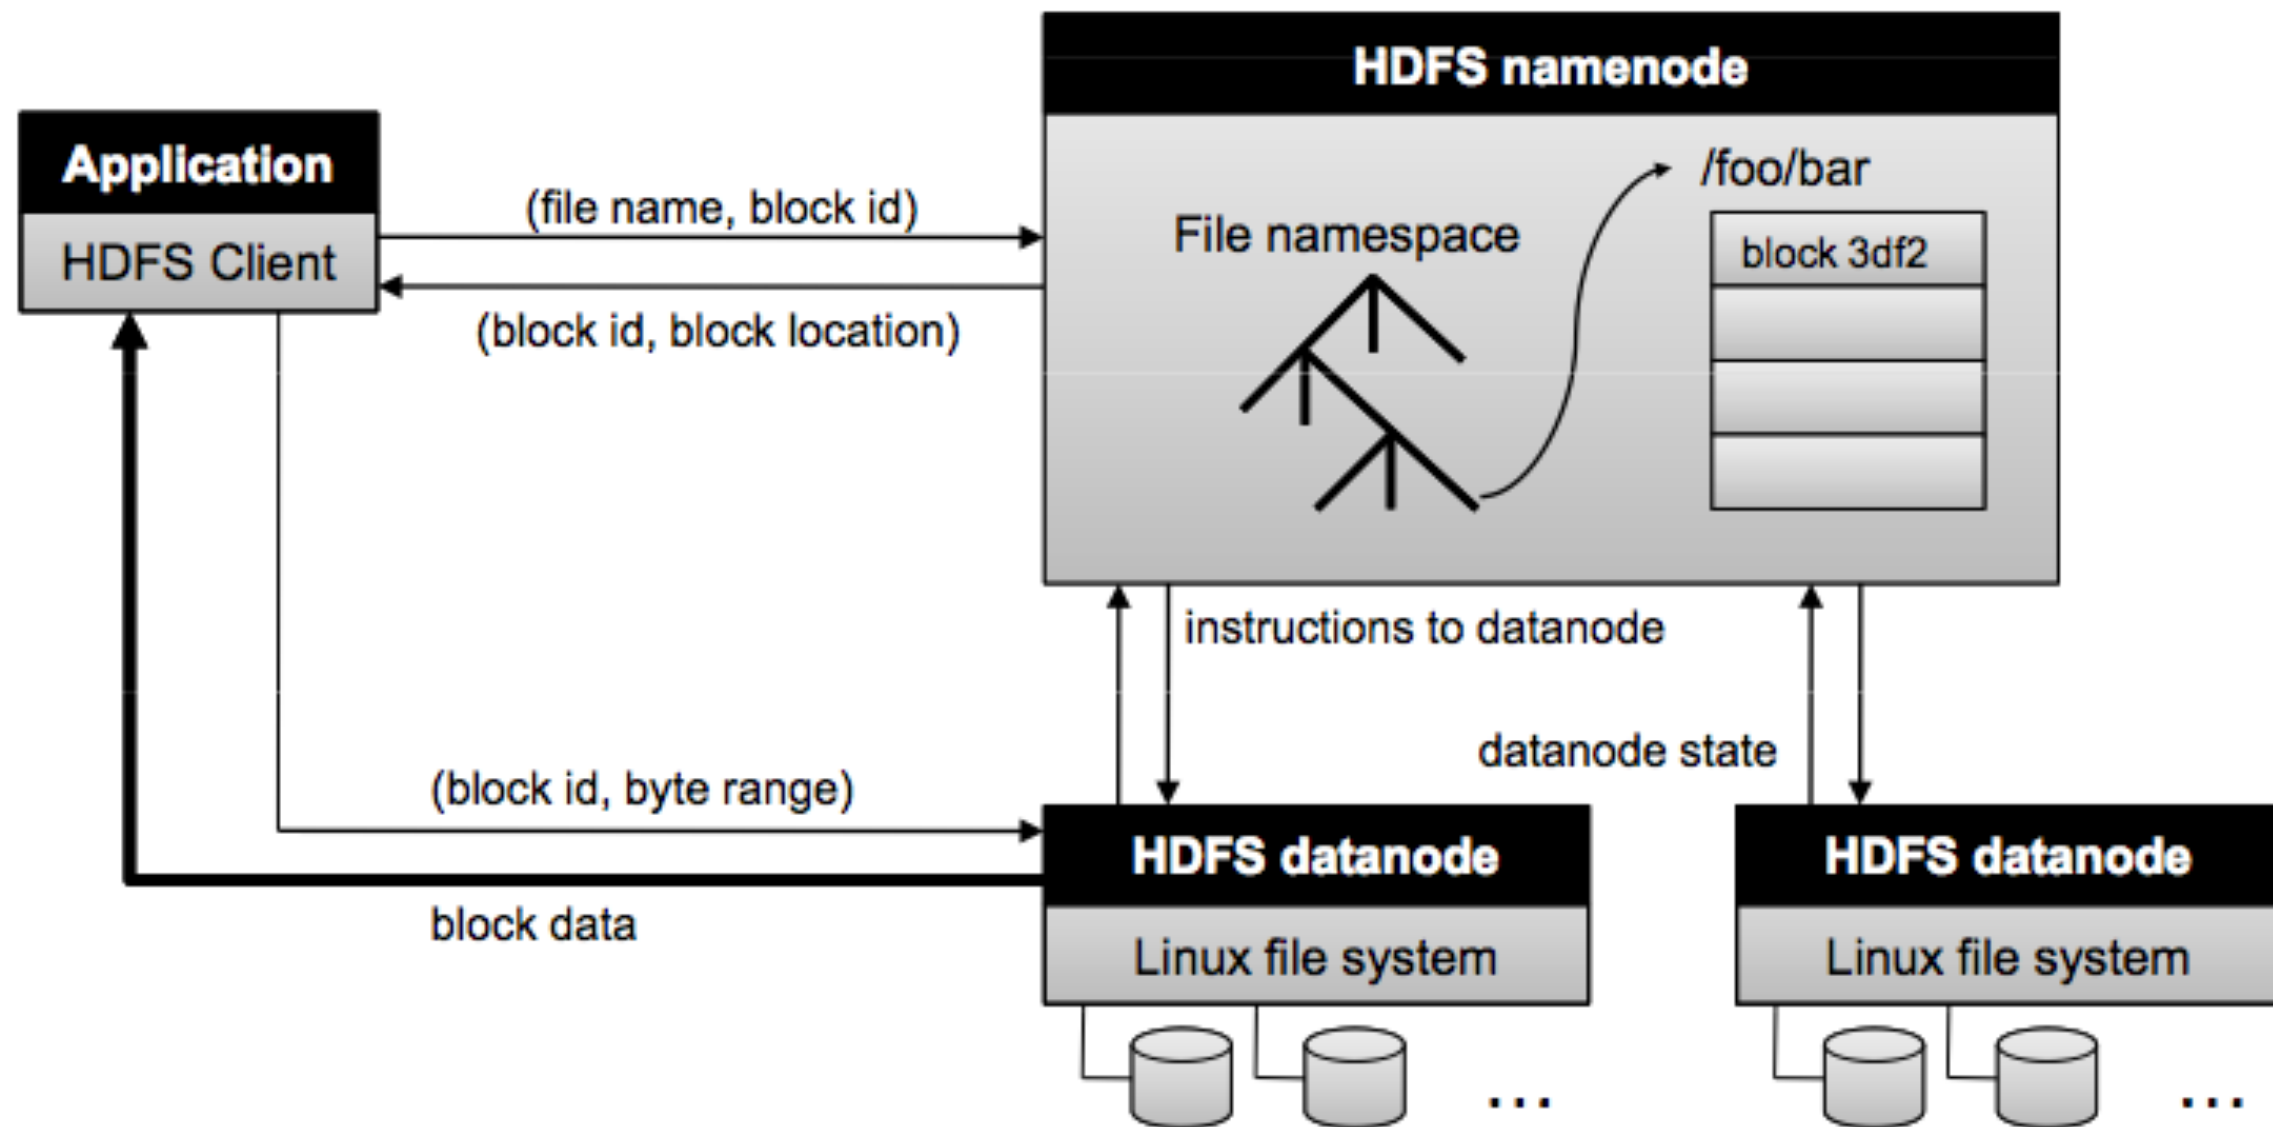 HDFS namenode
Application
HDFS Client
(file name, block id)
(block id, block location)
File namespace
/foo/bar
block 3df2
instructions to datanode
datanode state
(block id, byte range)
block data
HDFS datanode
Linux file system
...
HDFS datanode
Linux file system
...